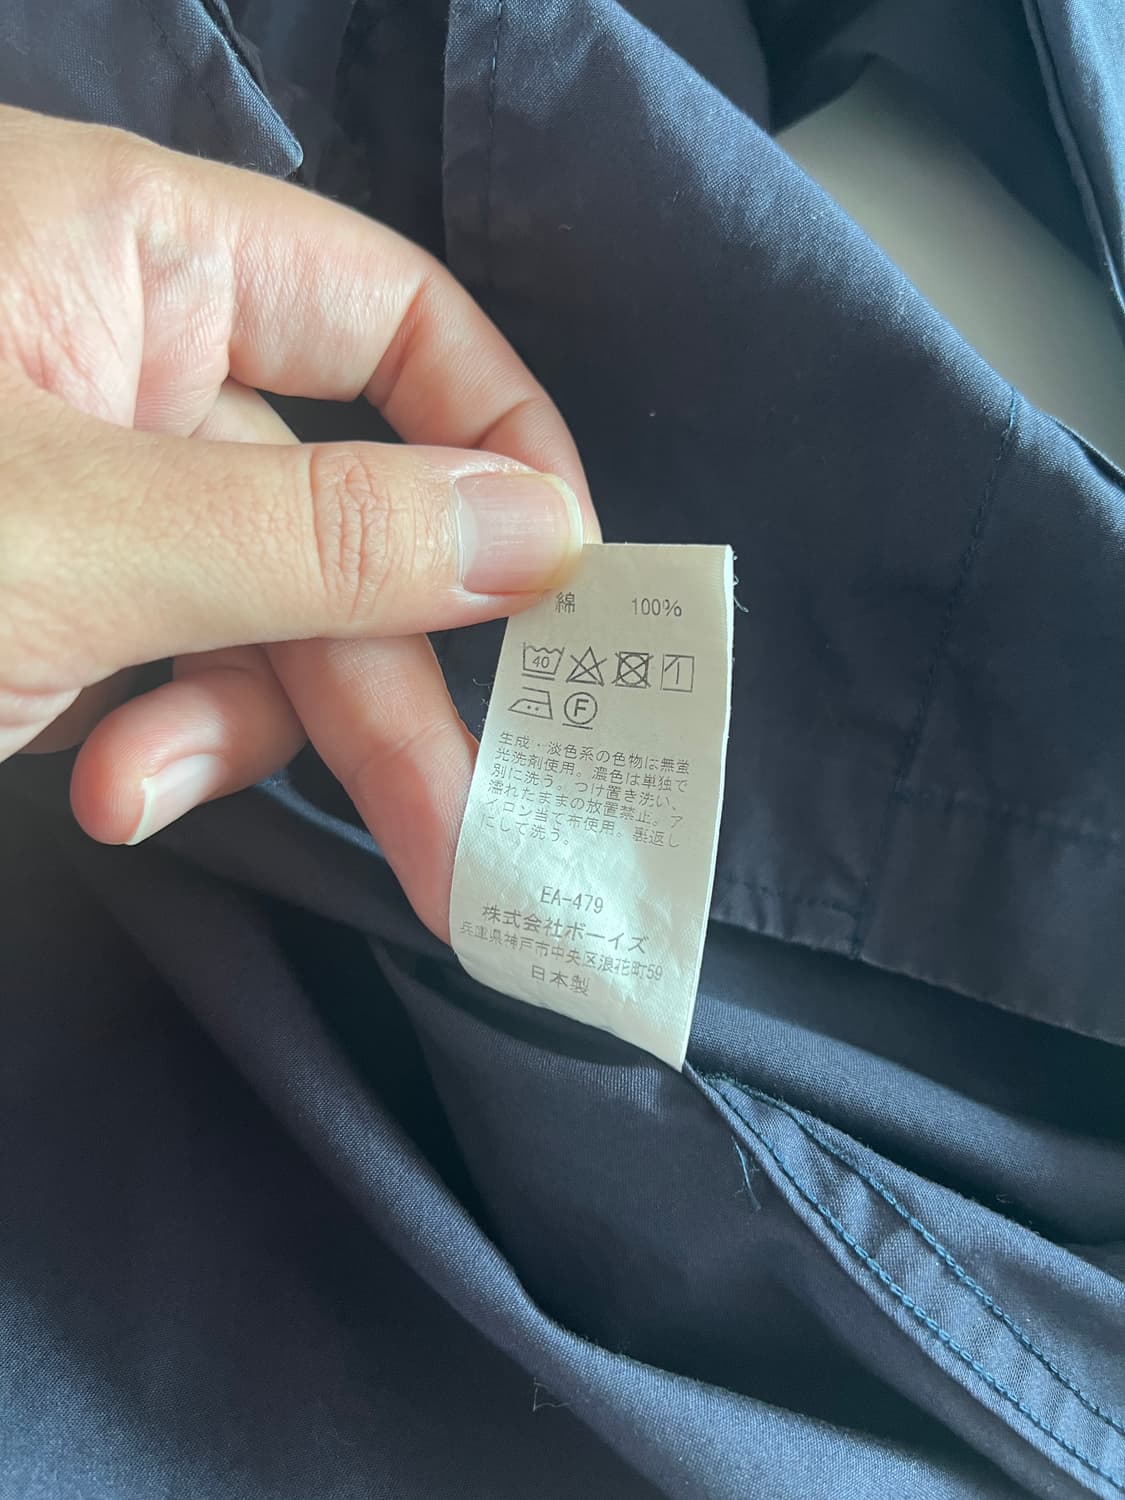 綿 100%
40
F
生成・淡色系の色物は無蛍
光洗剤使用。濃色は単独で
別に洗う。つけ置き洗い、
濡れたままの放置禁止。ア
イロン当て布使用。裏返し
にして洗う。
EA-479
株式会社ボーイズ
兵庫県神戸市中央区浪花町59
日本製